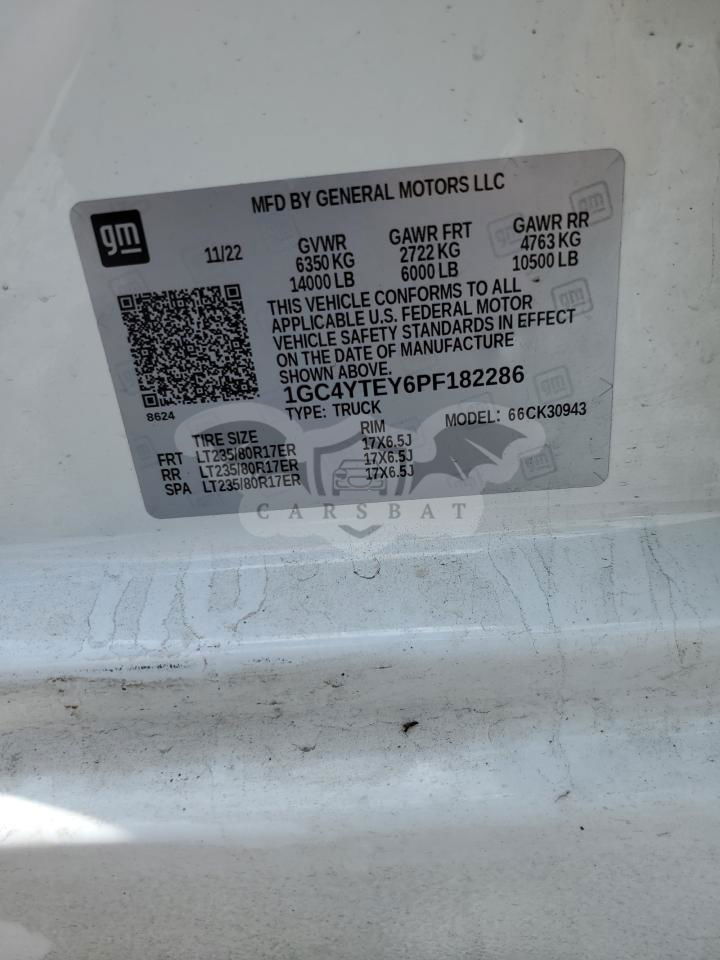 MFD BY GENERAL MOTORS LLC
gm
11/22
GVWR
6350 KG
14000 LB
GAWR FRT
2722 KG
6000 LB
GAWR RR
4763 KG
10500 LB
THIS VEHICLE CONFORMS TO ALL
APPLICABLE U.S. FEDERAL MOTOR
VEHICLE SAFETY STANDARDS IN EFFECT
ON THE DATE OF MANUFACTURE
SHOWN ABOVE.
8624
1GC4YTEY6PF182286
TYPE: TRUCK
MODEL: 66CK30943
TIRE SIZE
RIM
FRT LT235/80R17ER 17X6.5J
RR LT235/80R17ER 17X6.5J
SPA LT235/80R17ER 17X6.5J
CARSBAT